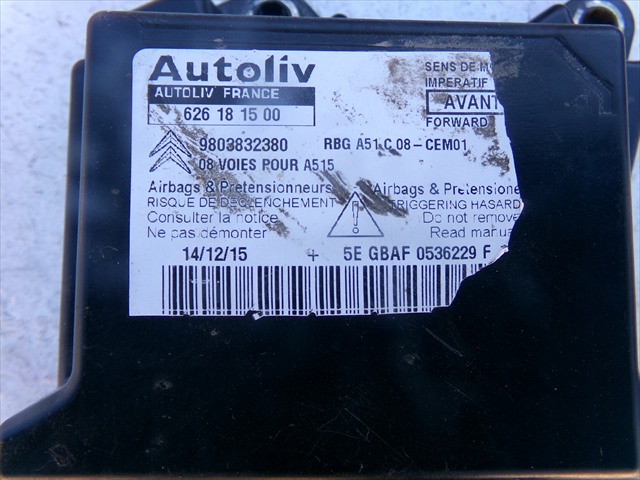 Autoliv
AUTOLIV FRANCE
626 18 15 00
SENS DE
IMPERATIF
AVANT
FORWARD
9803832380 RBG A51 C 08-CEM01
08 VOIES POUR A515
Airbags & Pretensionneurs
RISQUE DE DECLENCHEMENT
Consulter la notice
Ne pas démonter
Airbags & Pretensione
TRIGGERING HASARD
Do not remove
Read manua
14/12/15 + 5E GBAF 0536229 F